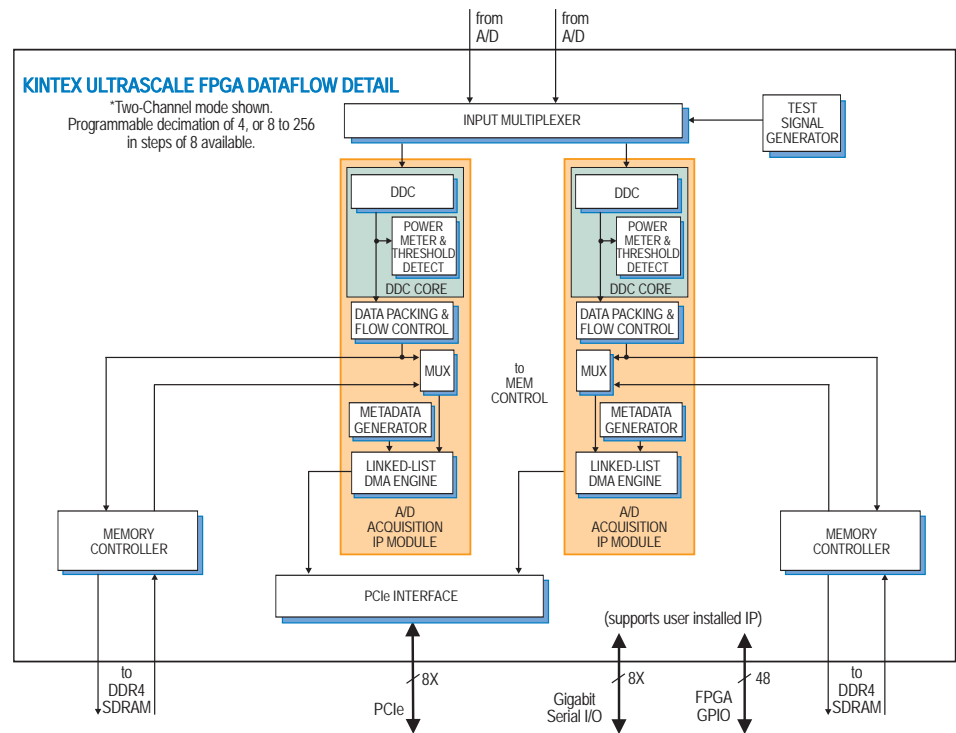 from
A/D
from
A/D
KINTEX ULTRASCALE FPGA DATAFLOW DETAIL
*Two-Channel mode shown.
Programmable decimation of 4, or 8 to 256
in steps of 8 available.
INPUT MULTIPLEXER
TEST
SIGNAL
GENERATOR
DDC
POWER
METER &
THRESHOLD
DETECT
DDC CORE
DATA PACKING &
FLOW CONTROL
MUX
METADATA
GENERATOR
LINKED-LIST
DMA ENGINE
A/D
ACQUISITION
IP MODULE
to
MEM
CONTROL
DDC
POWER
METER &
THRESHOLD
DETECT
DDC CORE
DATA PACKING &
FLOW CONTROL
MUX
METADATA
GENERATOR
LINKED-LIST
DMA ENGINE
A/D
ACQUISITION
IP MODULE
MEMORY
CONTROLLER
MEMORY
CONTROLLER
PCIe INTERFACE
(supports user installed IP)
to
DDR4
SDRAM
8X
PCIe
8X
Gigabit
Serial I/O
48
FPGA
GPIO
to
DDR4
SDRAM